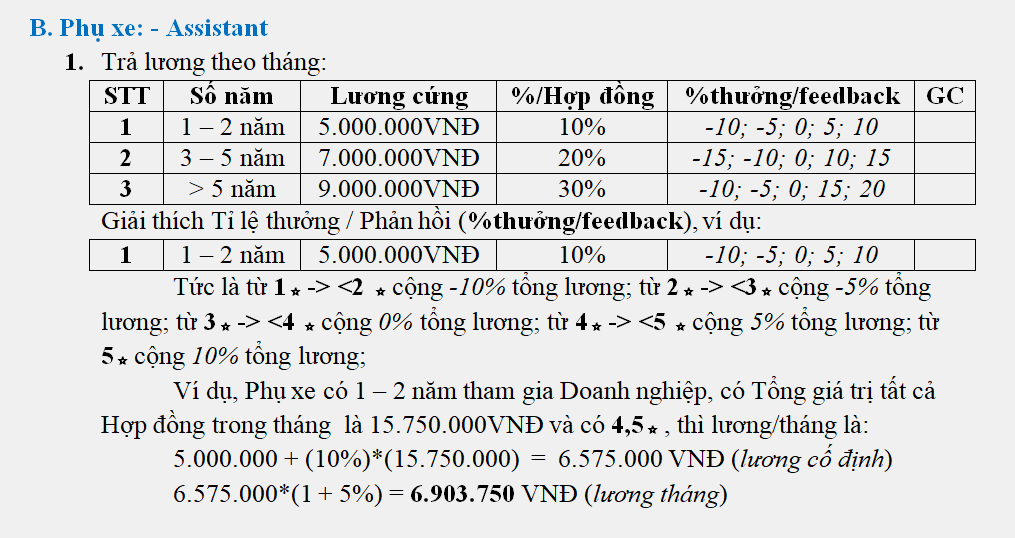 B. Phụ xe: - Assistant
1. Trả lương theo tháng:
STT Số năm Lương cứng %/Hợp đồng %thưởng/feedback GC
1 1 – 2 năm 5.000.000VNĐ 10% -10; -5; 0; 5; 10
2 3 – 5 năm 7.000.000VNĐ 20% -15; -10; 0; 10; 15
3 > 5 năm 9.000.000VNĐ 30% -10; -5; 0; 15; 20
Giải thích Tỉ lệ thưởng / Phản hồi (%thưởng/feedback), ví dụ:
1 1 – 2 năm 5.000.000VNĐ 10% -10; -5; 0; 5; 10
Tức là từ 1★ -> <2 ★ cộng -10% tổng lương; từ 2★ -> <3★ cộng -5% tổng
lương; từ 3★ -> <4 ★ cộng 0% tổng lương; từ 4★ -> <5 ★ cộng 5% tổng lương; từ
5★ cộng 10% tổng lương;
Ví dụ, Phụ xe có 1 – 2 năm tham gia Doanh nghiệp, có Tổng giá trị tất cả
Hợp đồng trong tháng là 15.750.000VNĐ và có 4,5★ , thì lương/tháng là:
5.000.000 + (10%)*(15.750.000) = 6.575.000 VNĐ (lương cố định)
6.575.000*(1 + 5%) = 6.903.750 VNĐ (lương tháng)